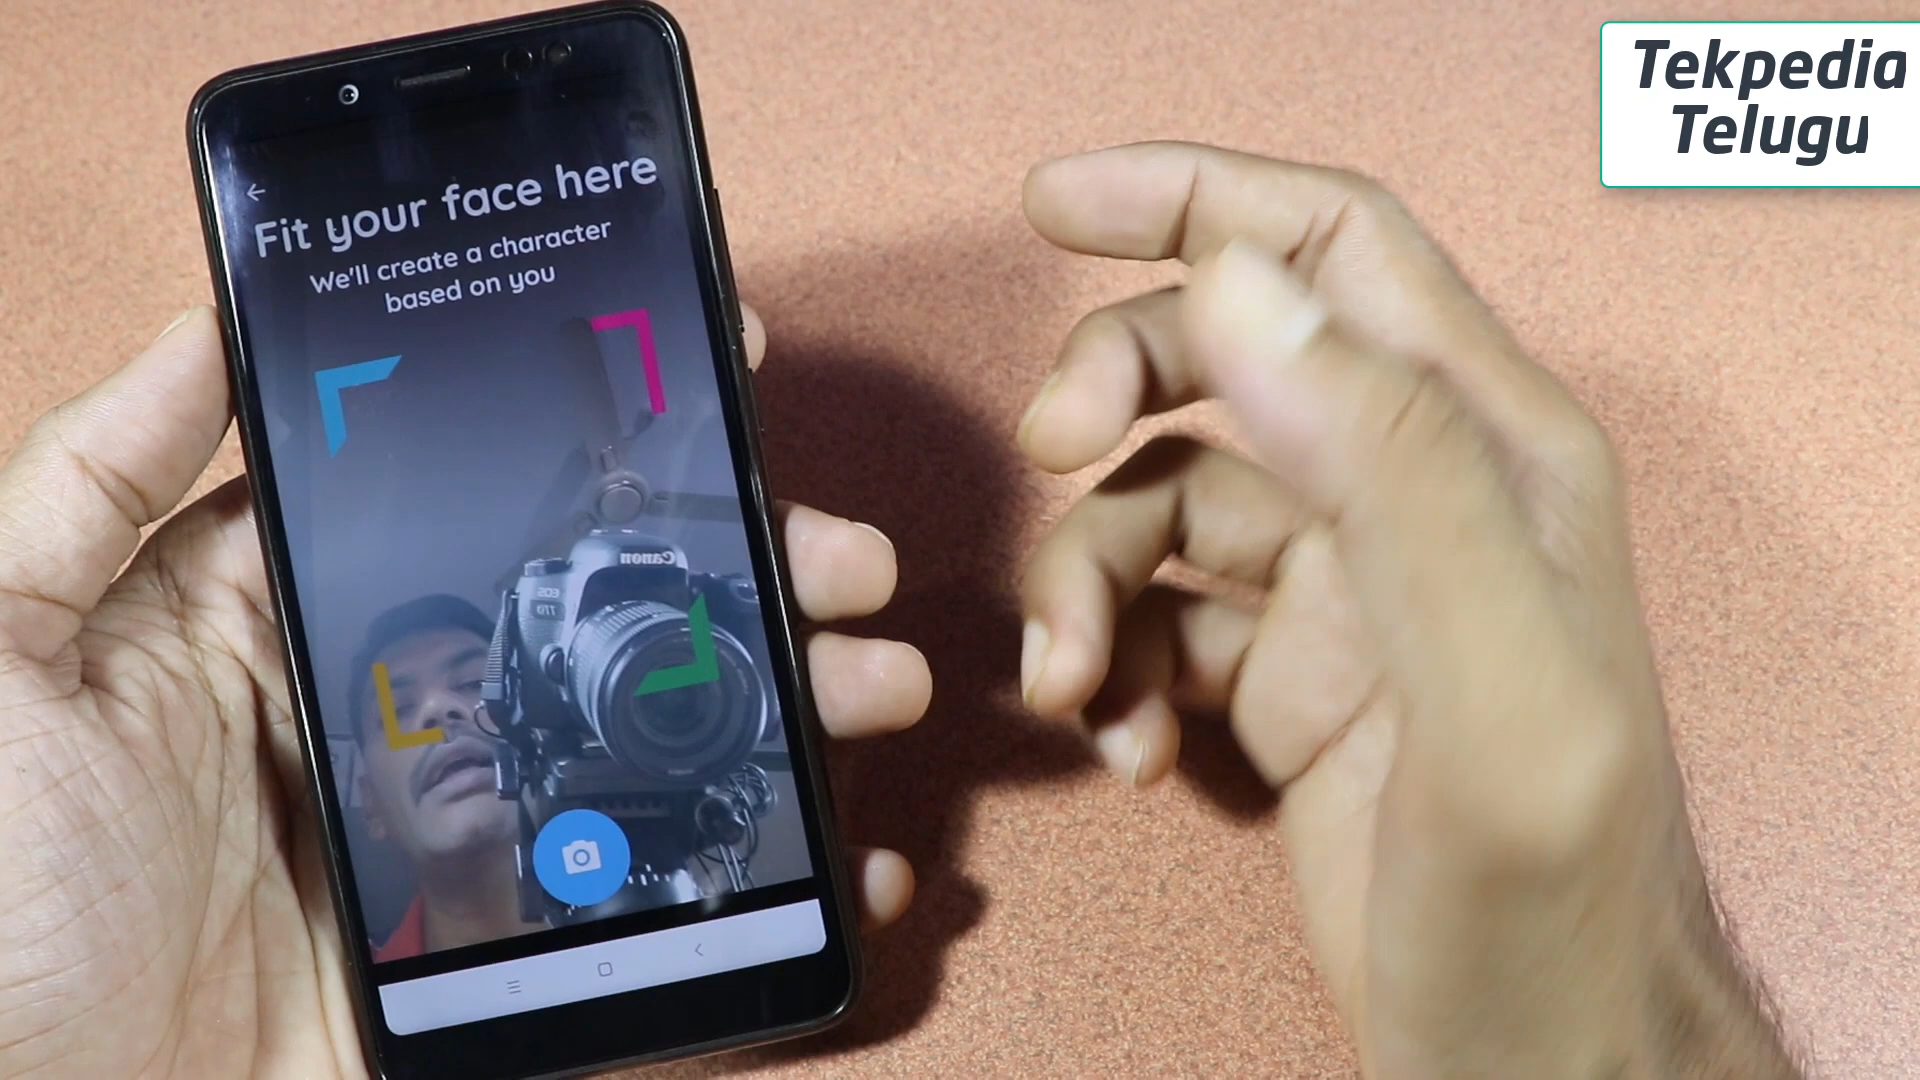 Tekpedia
Telugu
Fit your face here
We'll create a character
based on you
Canon
EOS
77D